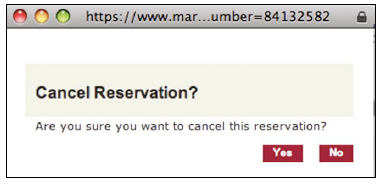 https://www.mar...umber=84132582
Cancel Reservation?
Are you sure you want to cancel this reservation?
Yes No